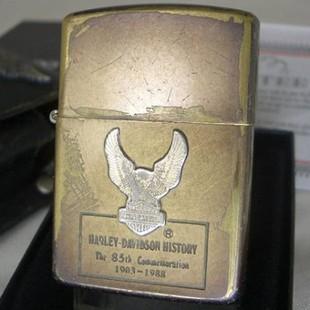 ®
HARLEY-DAVIDSON HISTORY
The 85th Commemoration
1903-1988